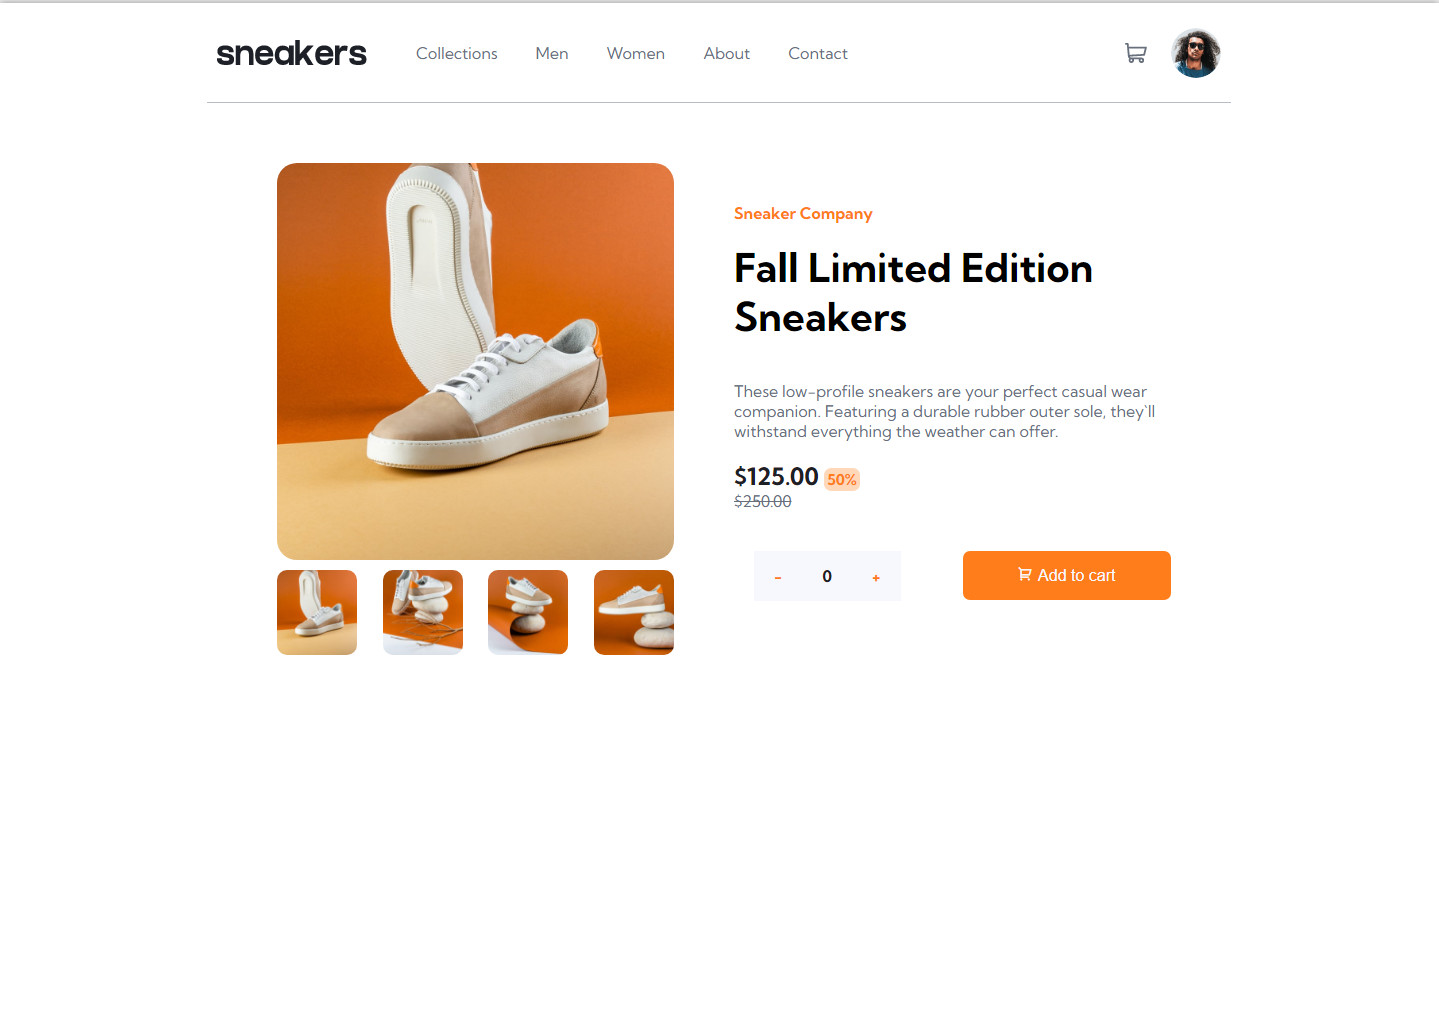 sneakers
Collections
Men
Women
About
Contact
Sneaker Company
Fall Limited Edition
Sneakers
These low-profile sneakers are your perfect casual wear
companion. Featuring a durable rubber outer sole, they`ll
withstand everything the weather can offer.
$125.00 50%
$250.00
- 0 +
Add to cart